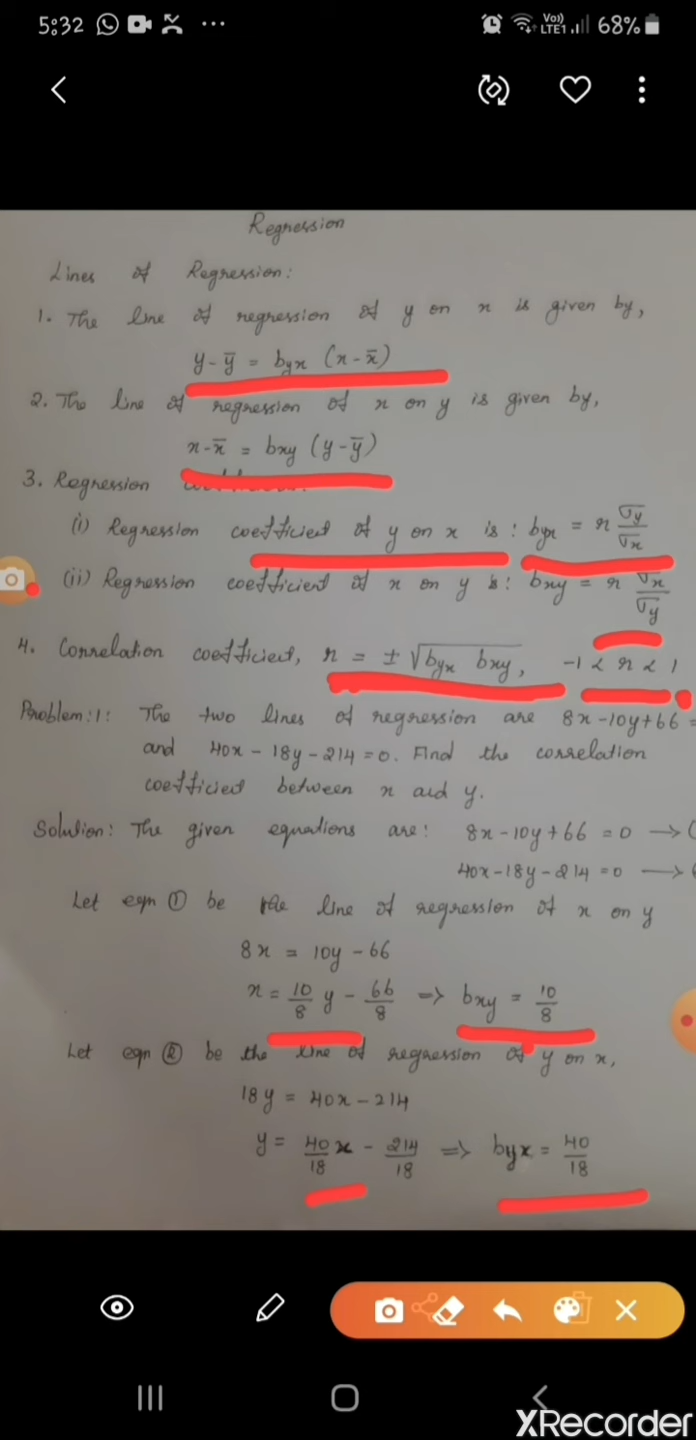 5:32
Vo))
LTE1
68%
Regression
Lines of Regression:
1. The line of regression of y on x is given by,
y - ȳ = byx (x - x̄)
2. The line of regression of x on y is given by,
x - x̄ = bxy (y - ȳ)
3. Regression
(i) Regression coefficient of y on x is : byx = r σy/σx
(ii) Regression coefficient of x on y is: bxy = r σx/σy
4. Correlation coefficient, r = ± √byx bxy, -1 < r < 1
Problem:1: The two lines of regression are 8x-10y+66=
and 40x - 18y - 214 = 0. Find the correlation
coefficient between x and y.
Solution: The given equations are: 8x-10y+66 = 0 → (
40x-18y-214 = 0 → (
Let eqn ① be the line of regression of x on y
8x = 10y - 66
x = 10/8 y - 66/8 ⇒ bxy = 10/8
Let eqn ② be the line of regression of y on x,
18y = 40x - 214
y = 40/18 x - 214/18 ⇒ byx = 40/18
XRecorder